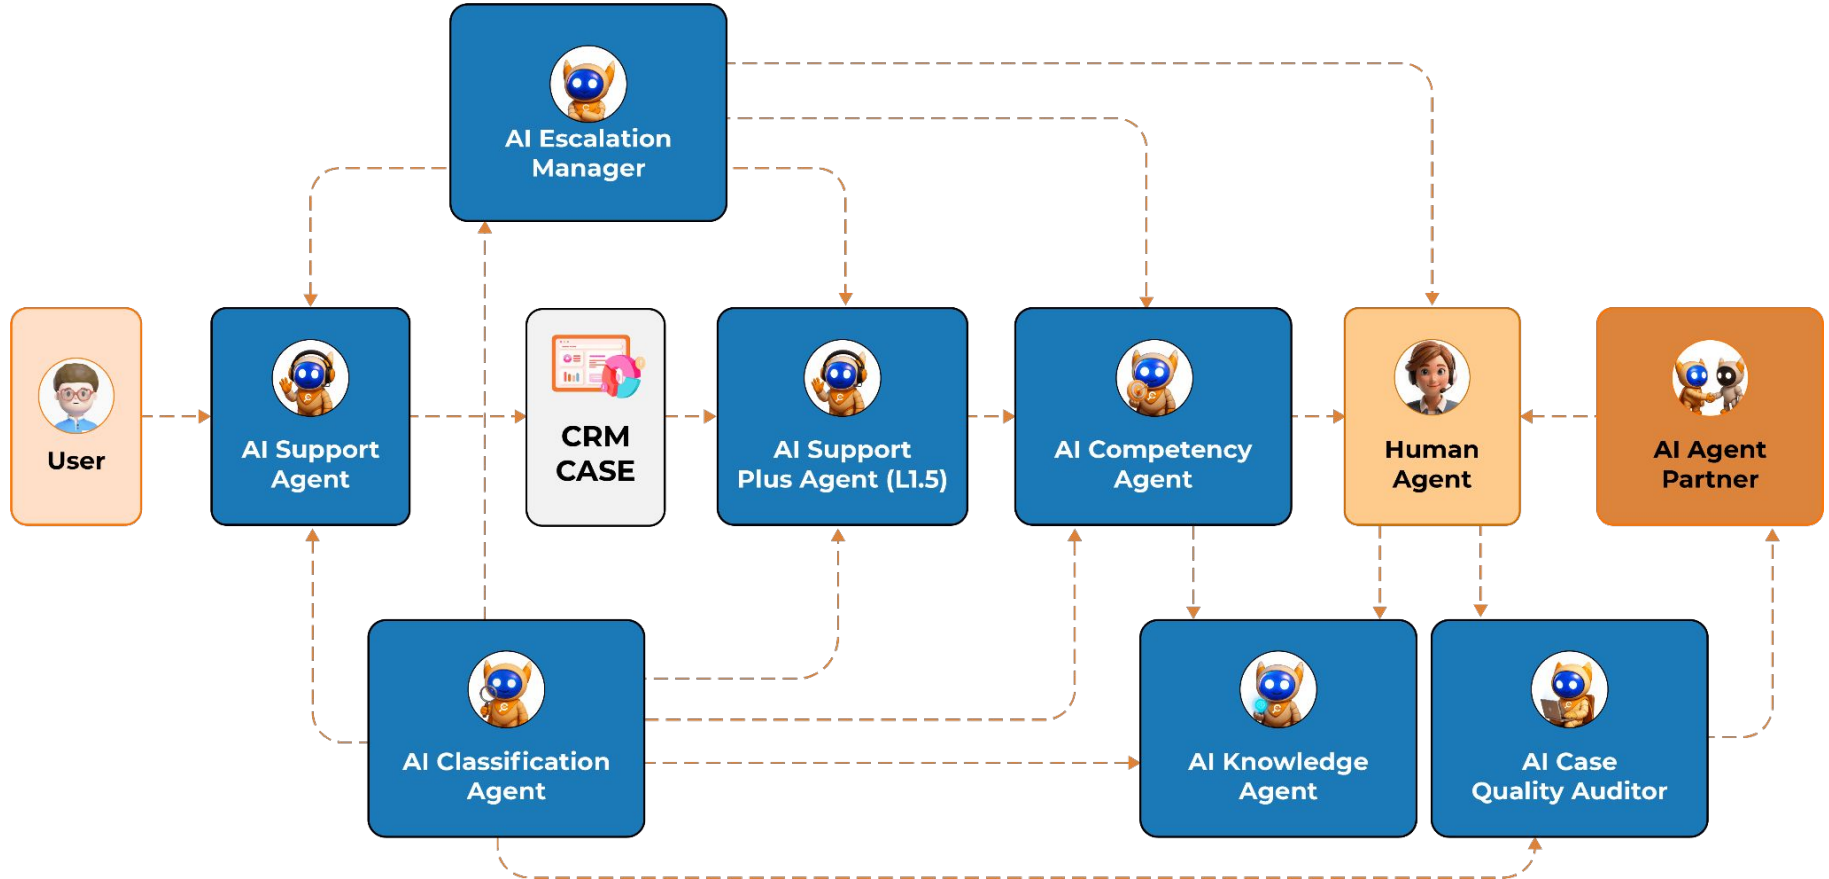 AI Escalation
Manager
User
AI Support
Agent
CRM
CASE
AI Support
Plus Agent (L1.5)
AI Competency
Agent
Human
Agent
AI Agent
Partner
AI Classification
Agent
AI Knowledge
Agent
AI Case
Quality Auditor